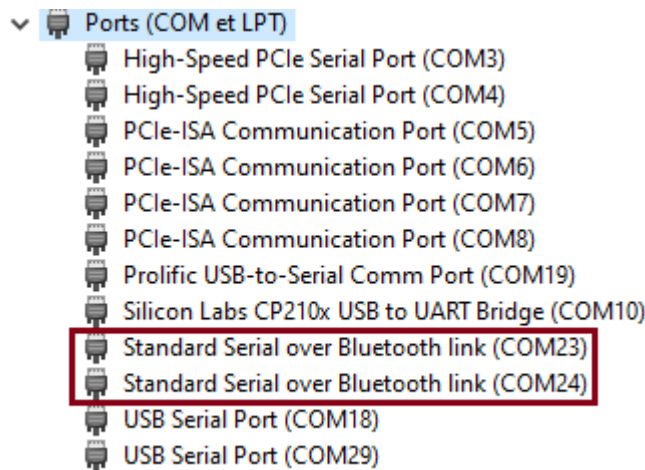 Ports (COM et LPT)
High-Speed PCIe Serial Port (COM3)
High-Speed PCIe Serial Port (COM4)
PCIe-ISA Communication Port (COM5)
PCIe-ISA Communication Port (COM6)
PCIe-ISA Communication Port (COM7)
PCIe-ISA Communication Port (COM8)
Prolific USB-to-Serial Comm Port (COM19)
Silicon Labs CP210x USB to UART Bridge (COM10)
Standard Serial over Bluetooth link (COM23)
Standard Serial over Bluetooth link (COM24)
USB Serial Port (COM18)
USB Serial Port (COM29)